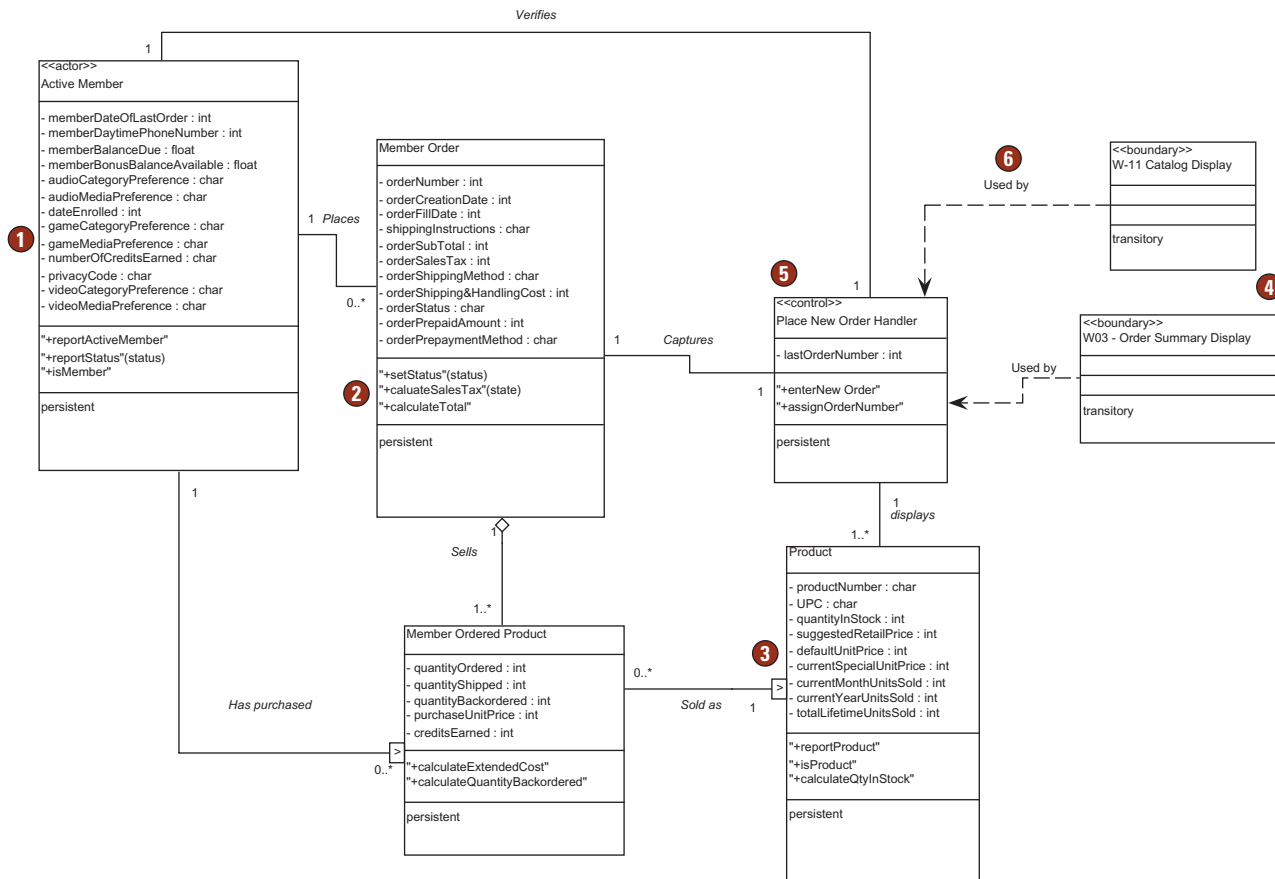 Verifies
1
<<actor>>
Active Member
- memberDateOfLastOrder : int
- memberDaytimePhoneNumber : int
- memberBalanceDue : float
- memberBonusBalanceAvailable : float
- audioCategoryPreference : char
- audioMediaPreference : char
- dateEnrolled : int
- gameCategoryPreference : char
- gameMediaPreference : char
- numberOfCreditsEarned : char
- privacyCode : char
- videoCategoryPreference : char
- videoMediaPreference : char
"+reportActiveMember"
"+reportStatus"(status)
"+isMember"
persistent
1
1 Places
0..*
Member Order
- orderNumber : int
- orderCreationDate : int
- orderFillDate : int
- shippingInstructions : char
- orderSubTotal : int
- orderSalesTax : int
- orderShippingMethod : char
- orderShipping&HandlingCost : int
- orderStatus : char
- orderPrepaidAmount : int
- orderPrepaymentMethod : char
"+setStatus"(status)
"+caluateSalesTax"(state)
"+calculateTotal"
persistent
2
1
Captures
1
5
1
<<control>>
Place New Order Handler
- lastOrderNumber : int
"+enterNew Order"
"+assignOrderNumber"
persistent
6
Used by
<<boundary>>
W-11 Catalog Display
transitory
4
Used by
<<boundary>>
W03 - Order Summary Display
transitory
1
displays
1..*
1
Has purchased
0..*
>
1
Sells
1..*
Member Ordered Product
- quantityOrdered : int
- quantityShipped : int
- quantityBackordered : int
- purchaseUnitPrice : int
- creditsEarned : int
"+calculateExtendedCost"
"+calculateQuantityBackordered"
persistent
0..*
Sold as
1
>
3
Product
- productNumber : char
- UPC : char
- quantityInStock : int
- suggestedRetailPrice : int
- defaultUnitPrice : int
- currentSpecialUnitPrice : int
- currentMonthUnitsSold : int
- currentYearUnitsSold : int
- totalLifetimeUnitsSold : int
"+reportProduct"
"+isProduct"
"+calculateQtyInStock"
persistent